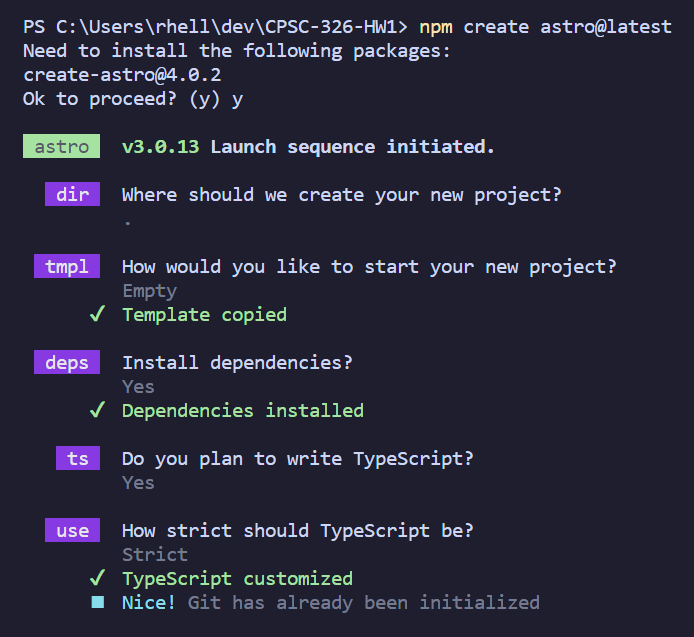 PS C:\Users\rhell\dev\CPSC-326-HW1> npm create astro@latest
Need to install the following packages:
create-astro@4.0.2
Ok to proceed? (y) y
astro v3.0.13 Launch sequence initiated.
dir Where should we create your new project?
.
tmpl How would you like to start your new project?
Empty
✓ Template copied
deps Install dependencies?
Yes
✓ Dependencies installed
ts Do you plan to write TypeScript?
Yes
use How strict should TypeScript be?
Strict
✓ TypeScript customized
■ Nice! Git has already been initialized